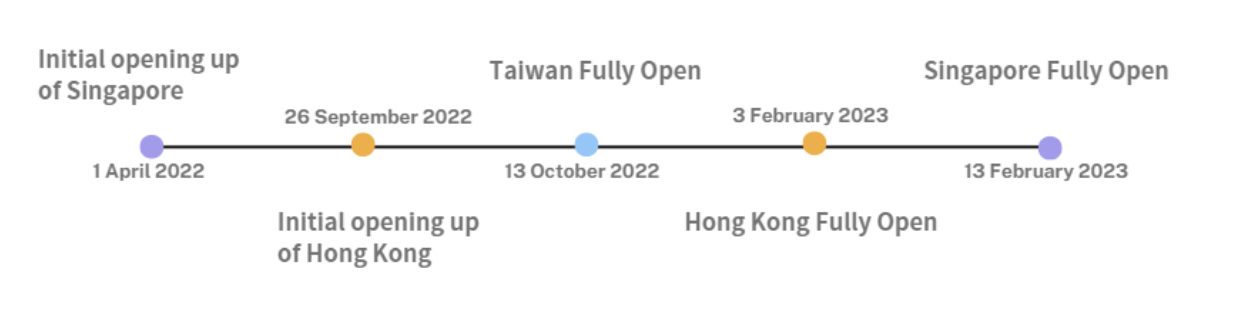 Initial opening up
of Singapore
1 April 2022
26 September 2022
Initial opening up
of Hong Kong
Taiwan Fully Open
13 October 2022
3 February 2023
Hong Kong Fully Open
Singapore Fully Open
13 February 2023